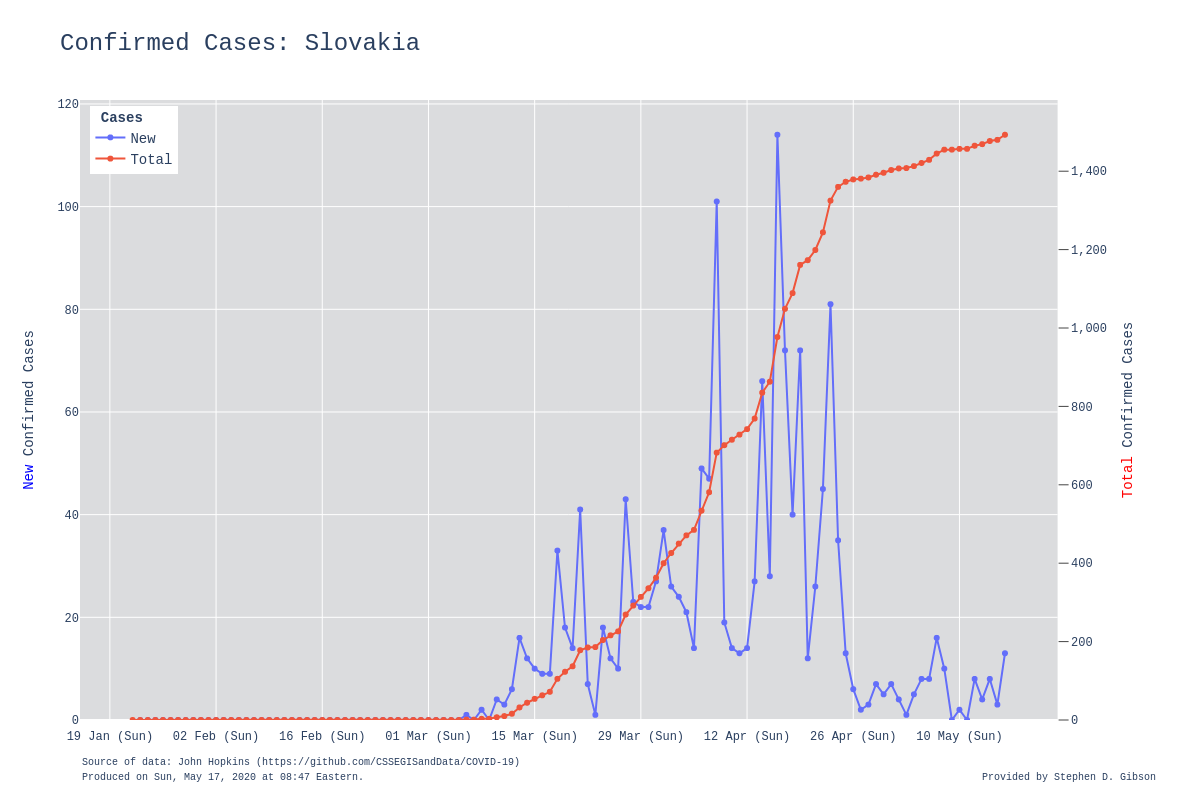 Confirmed Cases: Slovakia
Cases
New
Total
120
100
80
60
40
20
0
New Confirmed Cases
1,400
1,200
1,000
800
600
400
200
0
Total Confirmed Cases
19 Jan (Sun)
02 Feb (Sun)
16 Feb (Sun)
01 Mar (Sun)
15 Mar (Sun)
29 Mar (Sun)
12 Apr (Sun)
26 Apr (Sun)
10 May (Sun)
Source of data: John Hopkins (https://github.com/CSSEGISandData/COVID-19)
Produced on Sun, May 17, 2020 at 08:47 Eastern.
Provided by Stephen D. Gibson